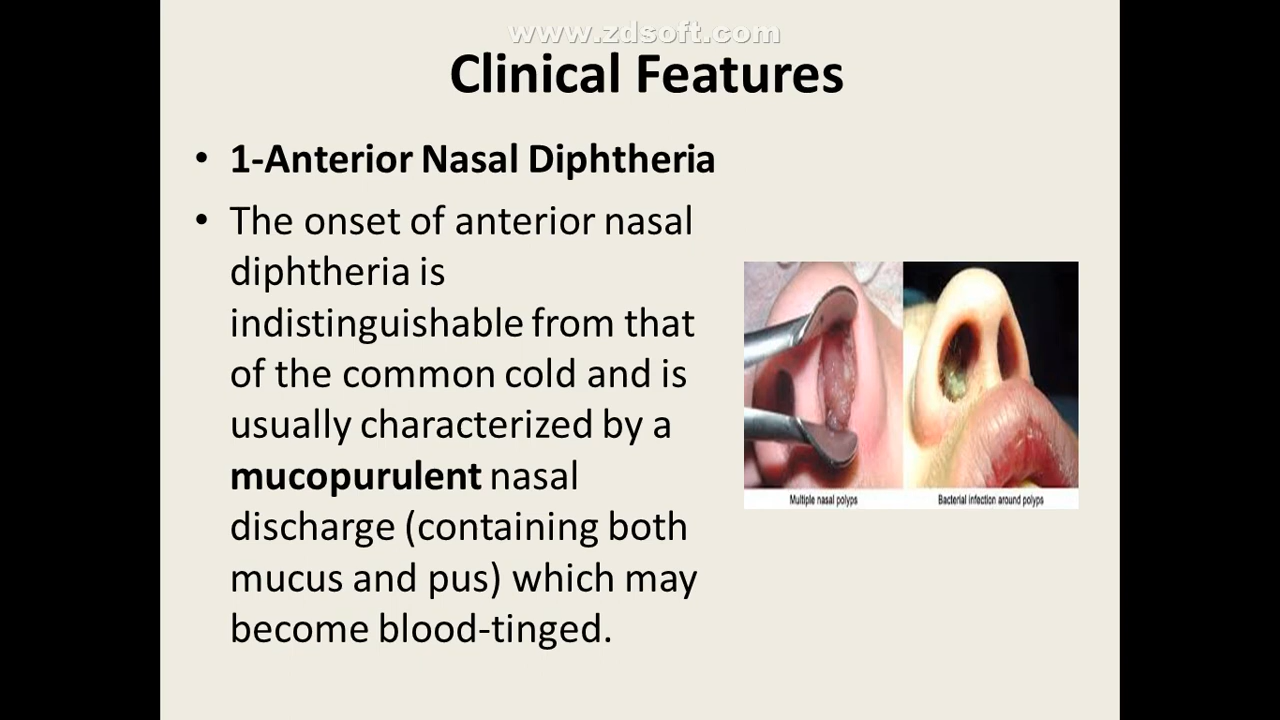 www.zdsoft.com
Clinical Features
• 1-Anterior Nasal Diphtheria
• The onset of anterior nasal
diphtheria is
indistinguishable from that
of the common cold and is
usually characterized by a
mucopurulent nasal
discharge (containing both
mucus and pus) which may
become blood-tinged.
Multiple nasal polyps
Bacterial infection around polyps